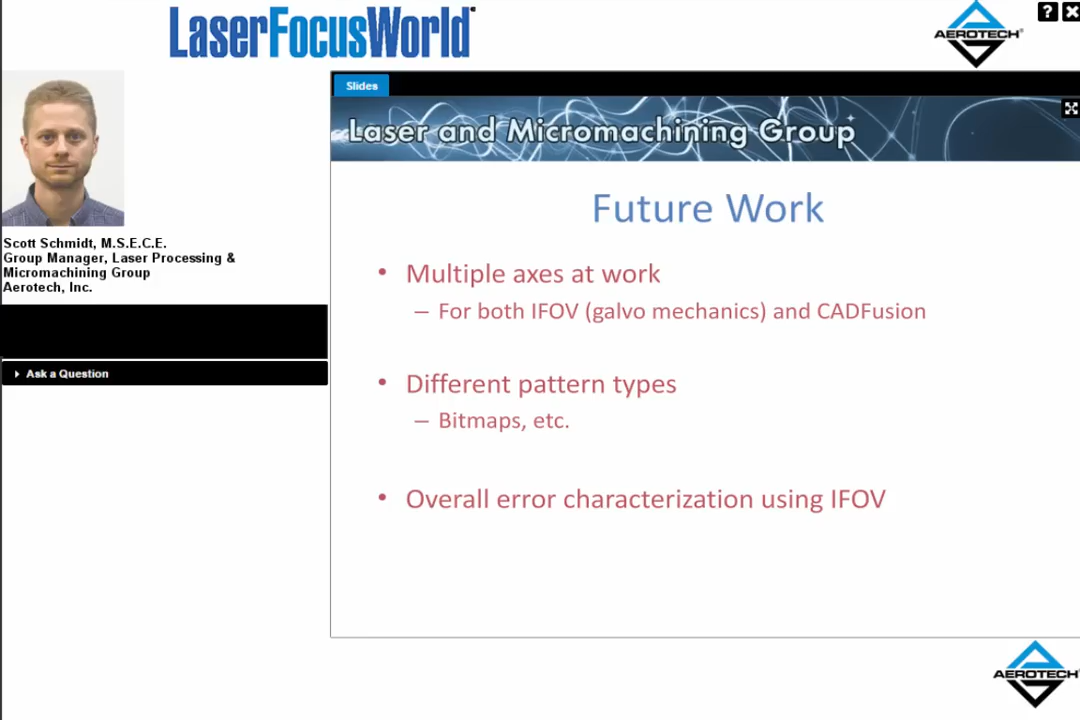 LaserFocusWorld
AEROTECH
?
Slides
Laser and Micromachining Group
Scott Schmidt, M.S.E.C.E.
Group Manager, Laser Processing &
Micromachining Group
Aerotech, Inc.
Ask a Question
Future Work
• Multiple axes at work
– For both IFOV (galvo mechanics) and CADFusion
• Different pattern types
– Bitmaps, etc.
• Overall error characterization using IFOV
AEROTECH